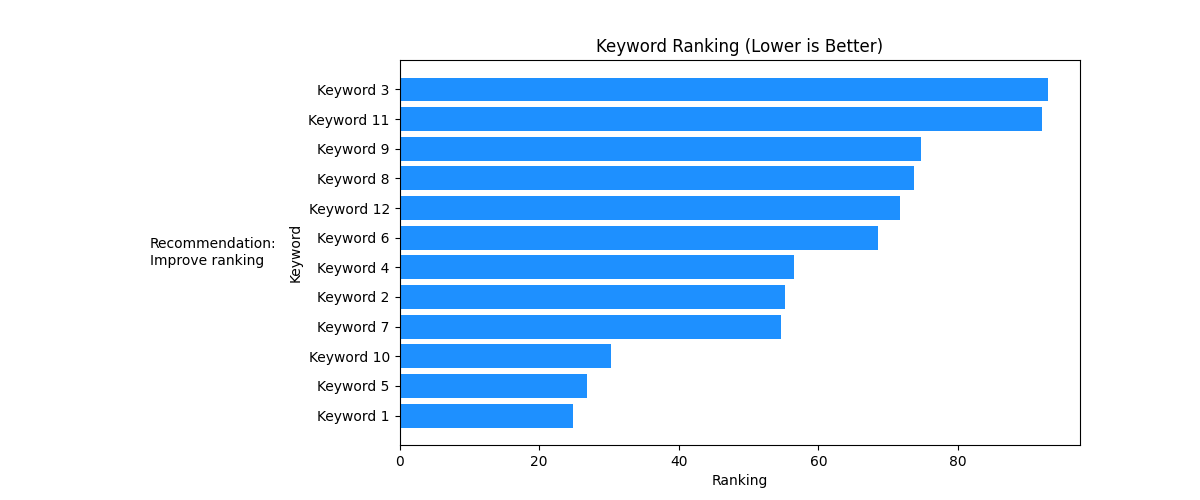 Keyword Ranking (Lower is Better)
Recommendation:
Improve ranking
Keyword
Keyword 3
Keyword 11
Keyword 9
Keyword 8
Keyword 12
Keyword 6
Keyword 4
Keyword 2
Keyword 7
Keyword 10
Keyword 5
Keyword 1
0 20 40 60 80
Ranking